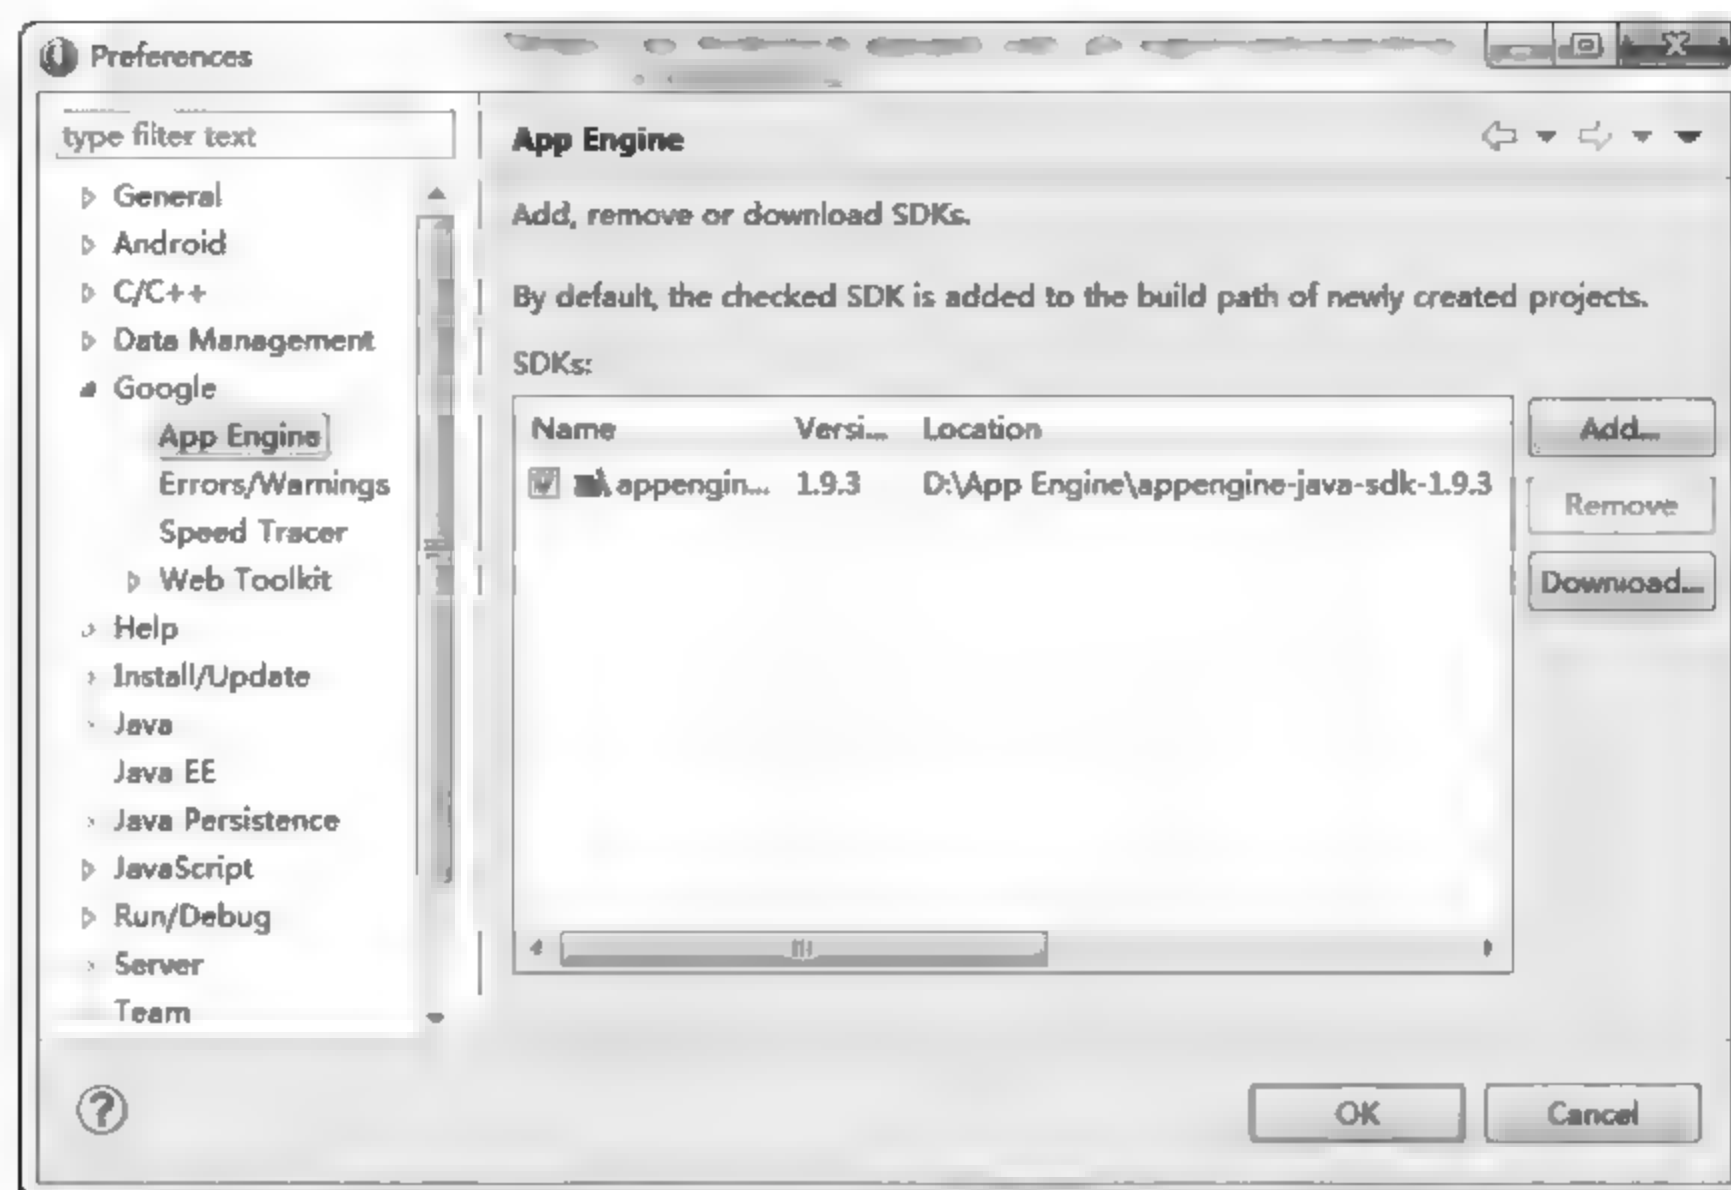 Preferences
type filter text
General
Android
C/C++
Data Management
Google
App Engine
Errors/Warnings
Speed Tracer
Web Toolkit
Help
Install/Update
Java
Java EE
Java Persistence
JavaScript
Run/Debug
Server
Team
App Engine
Add, remove or download SDKs.
By default, the checked SDK is added to the build path of newly created projects.
SDKs:
Name Versi... Location
appengin... 1.9.3 D:\App Engine\appengine-java-sdk-1.9.3
Add...
Remove
Download...
OK
Cancel